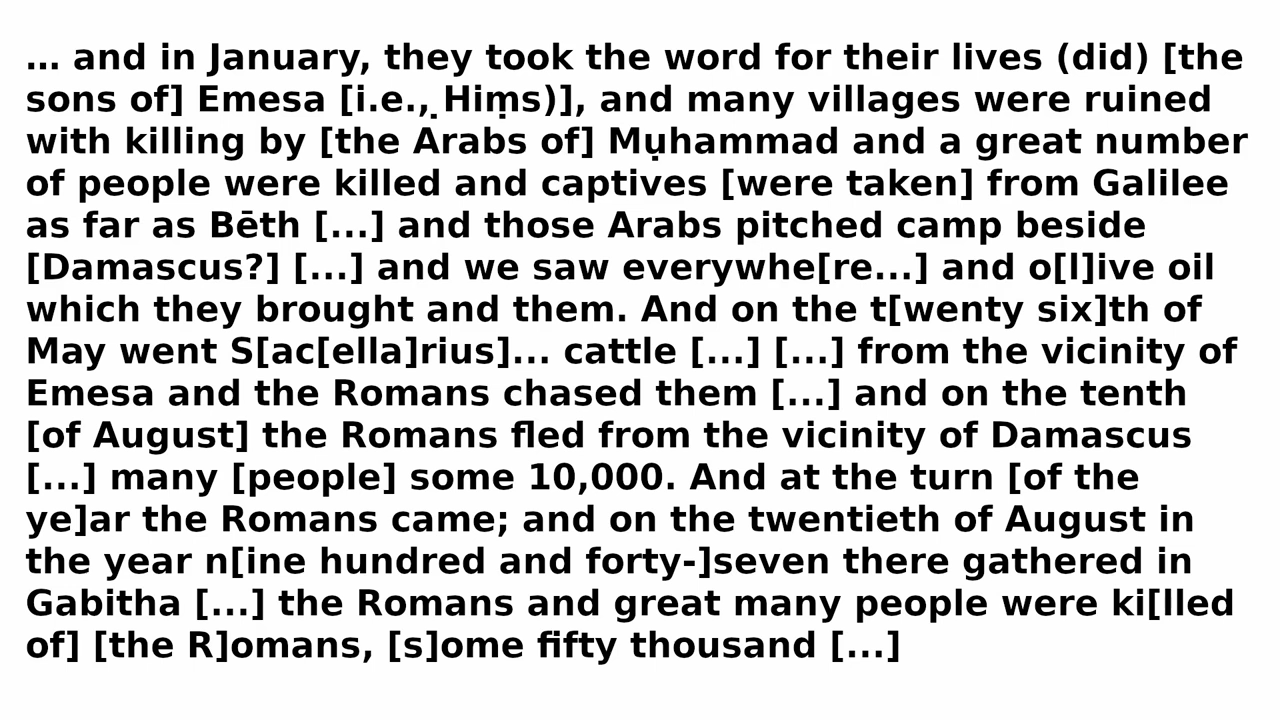 … and in January, they took the word for their lives (did) [the
sons of] Emesa [i.e., Ḥimṣ)], and many villages were ruined
with killing by [the Arabs of] Mụhammad and a great number
of people were killed and captives [were taken] from Galilee
as far as Bēth [...] and those Arabs pitched camp beside
[Damascus?] [...] and we saw everywhe[re...] and o[l]ive oil
which they brought and them. And on the t[wenty six]th of
May went S[ac[ella]rius]... cattle [...] [...] from the vicinity of
Emesa and the Romans chased them [...] and on the tenth
[of August] the Romans fled from the vicinity of Damascus
[...] many [people] some 10,000. And at the turn [of the
ye]ar the Romans came; and on the twentieth of August in
the year n[ine hundred and forty-]seven there gathered in
Gabitha [...] the Romans and great many people were ki[lled
of] [the R]omans, [s]ome fifty thousand [...]